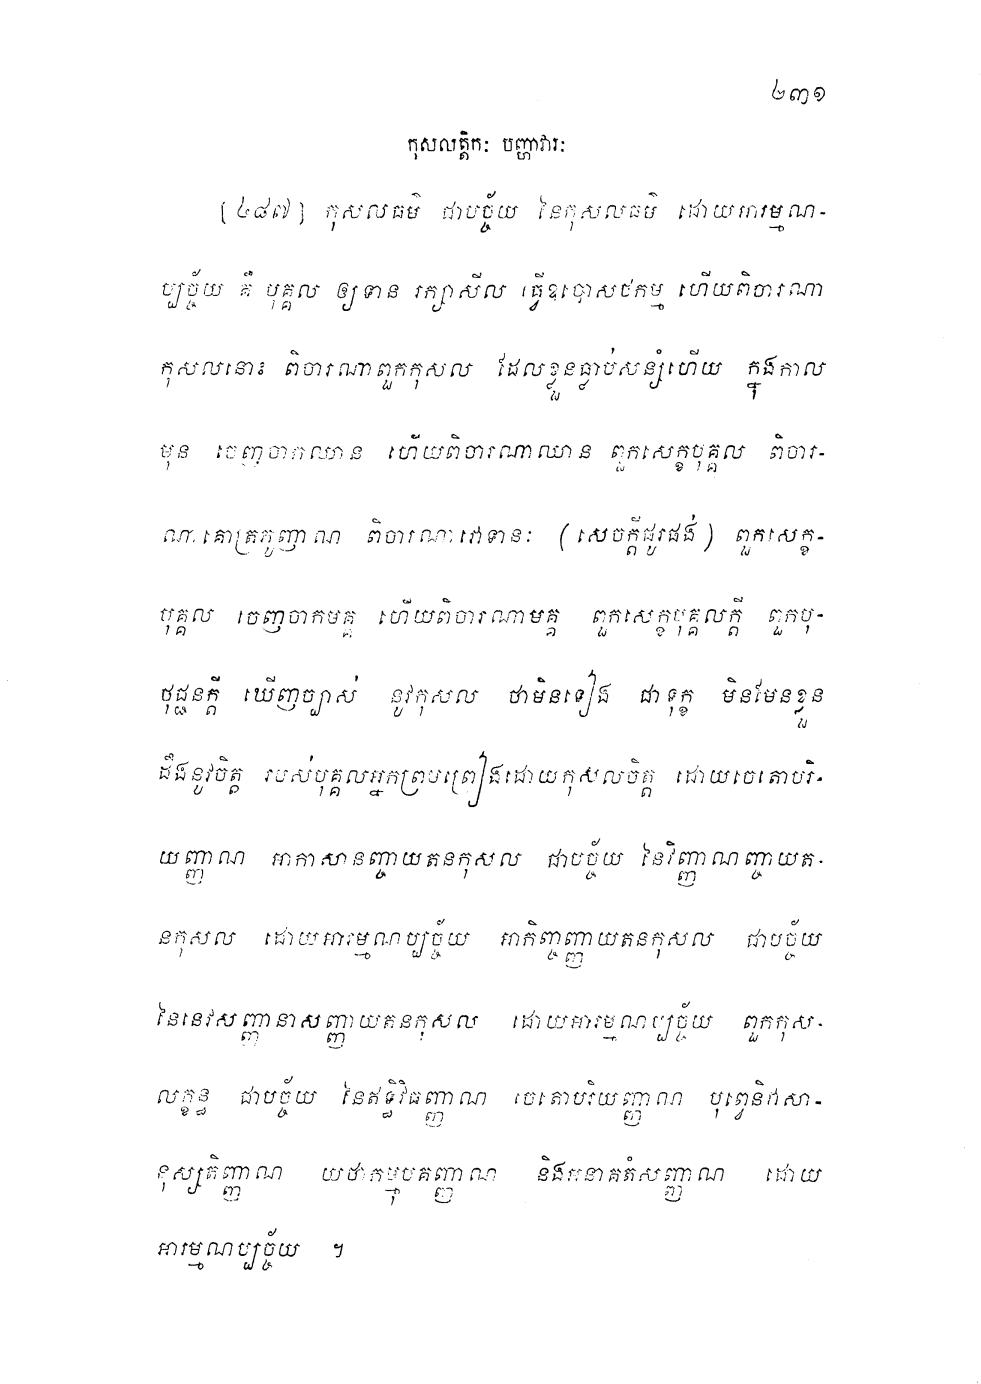 ២៣១
កុសលត្តិកៈ បញ្ហាវារៈ
[៤៨៧] កុសលធម៌ ជាបច្ច័យ នៃកុសលធម៌ ដោយអារម្មណ-
ប្បច្ច័យ គឺ បុគ្គល ឲ្យទាន រក្សាសីល ធ្វើឧបោសថកម្ម ហើយពិចារណា
កុសលនោះ ពិចារណាពួកកុសល ដែលខ្លួនធ្លាប់សន្សំហើយ ក្នុងកាល
មុន ចេញចាកឈាន ហើយពិចារណាឈាន ពួកសេក្ខបុគ្គល ពិចារ-
ណាគោត្រភូញាណ ពិចារណាវោទានៈ (សេចក្តីផូរផង់) ពួកសេក្ខ-
បុគ្គល ចេញចាកមគ្គ ហើយពិចារណាមគ្គ ពួកសេក្ខបុគ្គលក្តី ពួកបុ-
ថុជ្ជនក្តី ឃើញច្បាស់ នូវកុសល ថាមិនទៀង ជាទុក្ខ មិនមែនខ្លួន
ដឹងនូវចិត្ត របស់បុគ្គលអ្នកព្រមព្រៀងដោយកុសលចិត្ត ដោយចេតោបរិ-
យញ្ញាណ អាកាសានញ្ចាយតនកុសល ជាបច្ច័យ នៃវិញ្ញាណញ្ចាយត-
នកុសល ដោយអារម្មណប្បច្ច័យ អាកិញ្ចញ្ញាយតនកុសល ជាបច្ច័យ
នៃនេវសញ្ញានាសញ្ញាយតនកុសល ដោយអារម្មណប្បច្ច័យ ពួកកុស-
លក្ខន្ធ ជាបច្ច័យ នៃឥទ្ធិវិធញ្ញាណ ចេតោបរិយញ្ញាណ បុព្វេនិវាសា-
នុស្សតិញ្ញាណ យថាកម្មុបគញ្ញាណ និងអនាគតំសញ្ញាណ ដោយ
អារម្មណប្បច្ច័យ ។